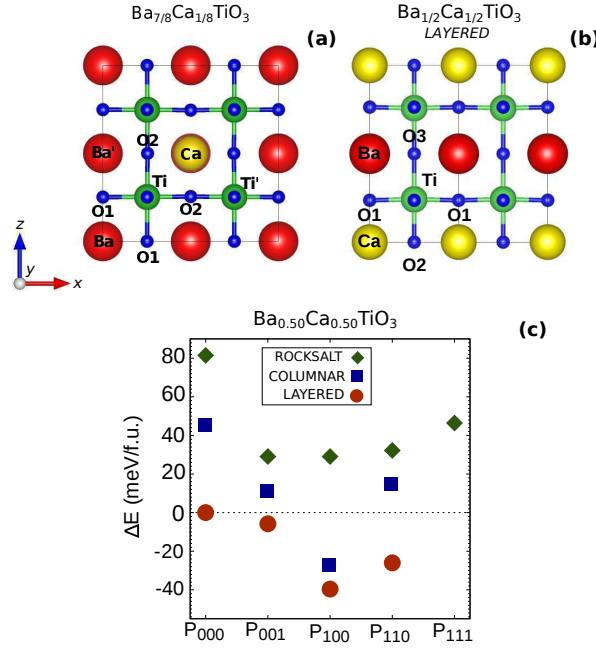 Ba7/8Ca1/8TiO3
(a)
O2
Ba'
Ca
Ti
Ti'
O1
O2
Ba
O1
z
y
x
Ba1/2Ca1/2TiO3
LAYERED
(b)
O3
Ba
Ti
O1
O1
Ca
O2
Ba0.50Ca0.50TiO3
(c)
ROCKSALT
COLUMNAR
LAYERED
ΔE (meV/f.u.)
80
60
40
20
0
-20
-40
P000
P001
P100
P110
P111